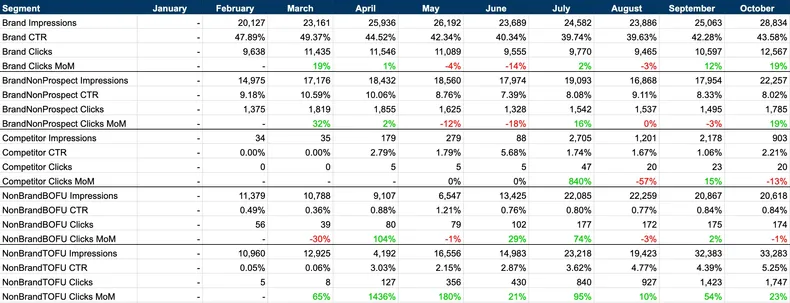 Segment January February March April May June July August September October
Brand Impressions - 20,127 23,161 25,936 26,192 23,689 24,582 23,886 25,063 28,834
Brand CTR - 47.89% 49.37% 44.52% 42.34% 40.34% 39.74% 39.63% 42.28% 43.58%
Brand Clicks - 9,638 11,435 11,546 11,089 9,555 9,770 9,465 10,597 12,567
Brand Clicks MoM - - 19% 1% -4% -14% 2% -3% 12% 19%
BrandNonProspect Impressions - 14,975 17,176 18,432 18,560 17,974 19,093 16,868 17,954 22,257
BrandNonProspect CTR - 9.18% 10.59% 10.06% 8.76% 7.39% 8.08% 9.11% 8.33% 8.02%
BrandNonProspect Clicks - 1,375 1,819 1,855 1,625 1,328 1,542 1,537 1,495 1,785
BrandNonProspect Clicks MoM - - 32% 2% -12% -18% 16% 0% -3% 19%
Competitor Impressions - 34 35 179 279 88 2,705 1,201 2,178 903
Competitor CTR - 0.00% 0.00% 2.79% 1.79% 5.68% 1.74% 1.67% 1.06% 2.21%
Competitor Clicks - 0 0 5 5 5 47 20 23 20
Competitor Clicks MoM - - - - 0% 0% 840% -57% 15% -13%
NonBrandBOFU Impressions - 11,379 10,788 9,107 6,547 13,425 22,085 22,259 20,867 20,618
NonBrandBOFU CTR - 0.49% 0.36% 0.88% 1.21% 0.76% 0.80% 0.77% 0.84% 0.84%
NonBrandBOFU Clicks - 56 39 80 79 102 177 172 175 174
NonBrandBOFU Clicks MoM - - -30% 104% -1% 29% 74% -3% 2% -1%
NonBrandTOFU Impressions - 10,960 12,925 4,192 16,556 14,983 23,218 19,423 32,383 33,283
NonBrandTOFU CTR - 0.05% 0.06% 3.03% 2.15% 2.87% 3.62% 4.77% 4.39% 5.25%
NonBrandTOFU Clicks - 5 8 127 356 430 840 927 1,423 1,747
NonBrandTOFU Clicks MoM - - 65% 1436% 180% 21% 95% 10% 54% 23%